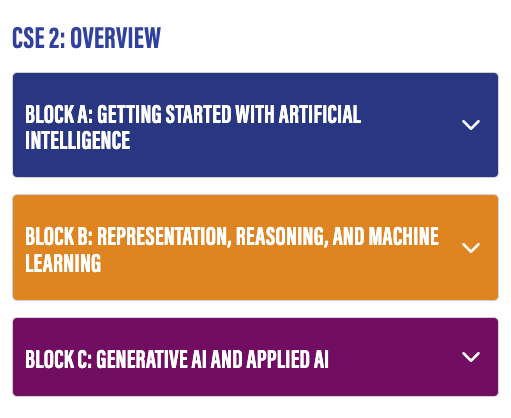 CSE 2: OVERVIEW
BLOCK A: GETTING STARTED WITH ARTIFICIAL
INTELLIGENCE
BLOCK B: REPRESENTATION, REASONING, AND MACHINE
LEARNING
BLOCK C: GENERATIVE AI AND APPLIED AI